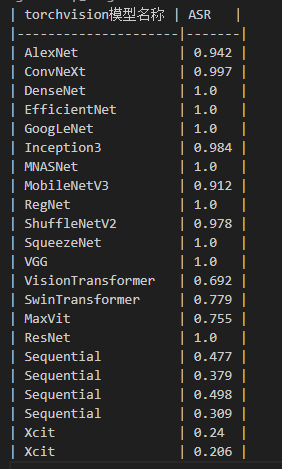 | torchvision模型名称 | ASR   |
|--------------------|-------|
| AlexNet            | 0.942 |
| ConvNeXt           | 0.997 |
| DenseNet           | 1.0   |
| EfficientNet       | 1.0   |
| GoogLeNet          | 1.0   |
| Inception3         | 0.984 |
| MNASNet            | 1.0   |
| MobileNetV3        | 0.912 |
| RegNet             | 1.0   |
| ShuffleNetV2       | 0.978 |
| SqueezeNet         | 1.0   |
| VGG                | 1.0   |
| VisionTransformer  | 0.692 |
| SwinTransformer    | 0.779 |
| MaxVit             | 0.755 |
| ResNet             | 1.0   |
| Sequential         | 0.477 |
| Sequential         | 0.379 |
| Sequential         | 0.498 |
| Sequential         | 0.309 |
| Xcit               | 0.24  |
| Xcit               | 0.206 |